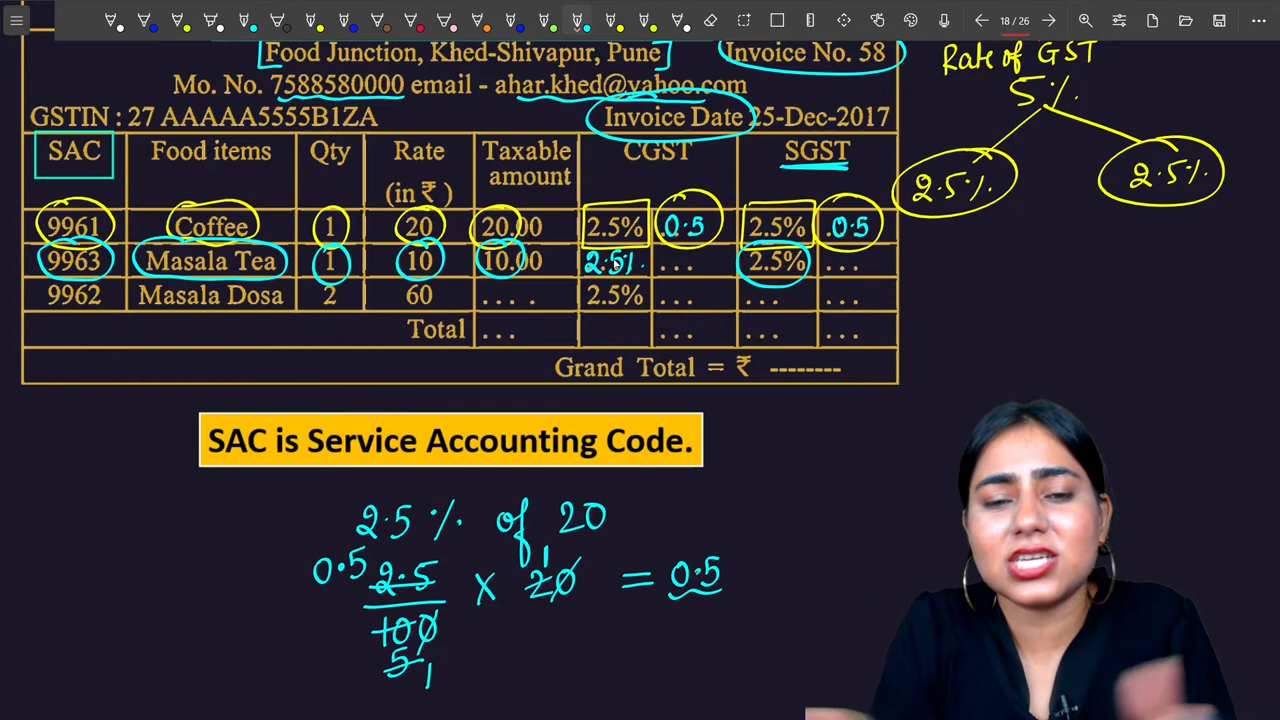 18 / 26
Food Junction, Khed-Shivapur, Pune Invoice No. 58
Mo. No. 7588580000 email - ahar.khed@yahoo.com
GSTIN : 27 AAAAA5555B1ZA Invoice Date 25-Dec-2017
SAC Food items Qty Rate (in ₹) Taxable amount CGST SGST
9961 Coffee 1 20 20.00 2.5% 0.5 2.5% 0.5
9963 Masala Tea 1 10 10.00 2.5% ... 2.5% ...
9962 Masala Dosa 2 60 .... 2.5% ... ... ...
Total ... ... ...
Grand Total = ₹ --------
Rate of GST
5%.
2.5%. 2.5%.
SAC is Service Accounting Code.
2.5 % of 20
0.5 2.5 1
100 × 20 = 0.5
5 1